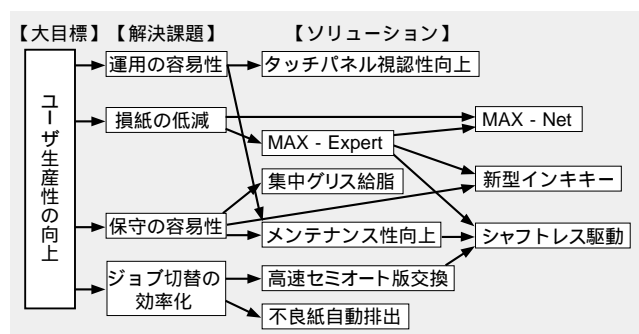 【大目標】【解決課題】 【ソリューション】
ユーザ生産性の向上
運用の容易性
タッチパネル視認性向上
損紙の低減
MAX - Net
MAX - Expert
集中グリス給脂
新型インキキー
保守の容易性
メンテナンス性向上
シャフトレス駆動
ジョブ切替の
効率化
高速セミオート版交換
不良紙自動排出